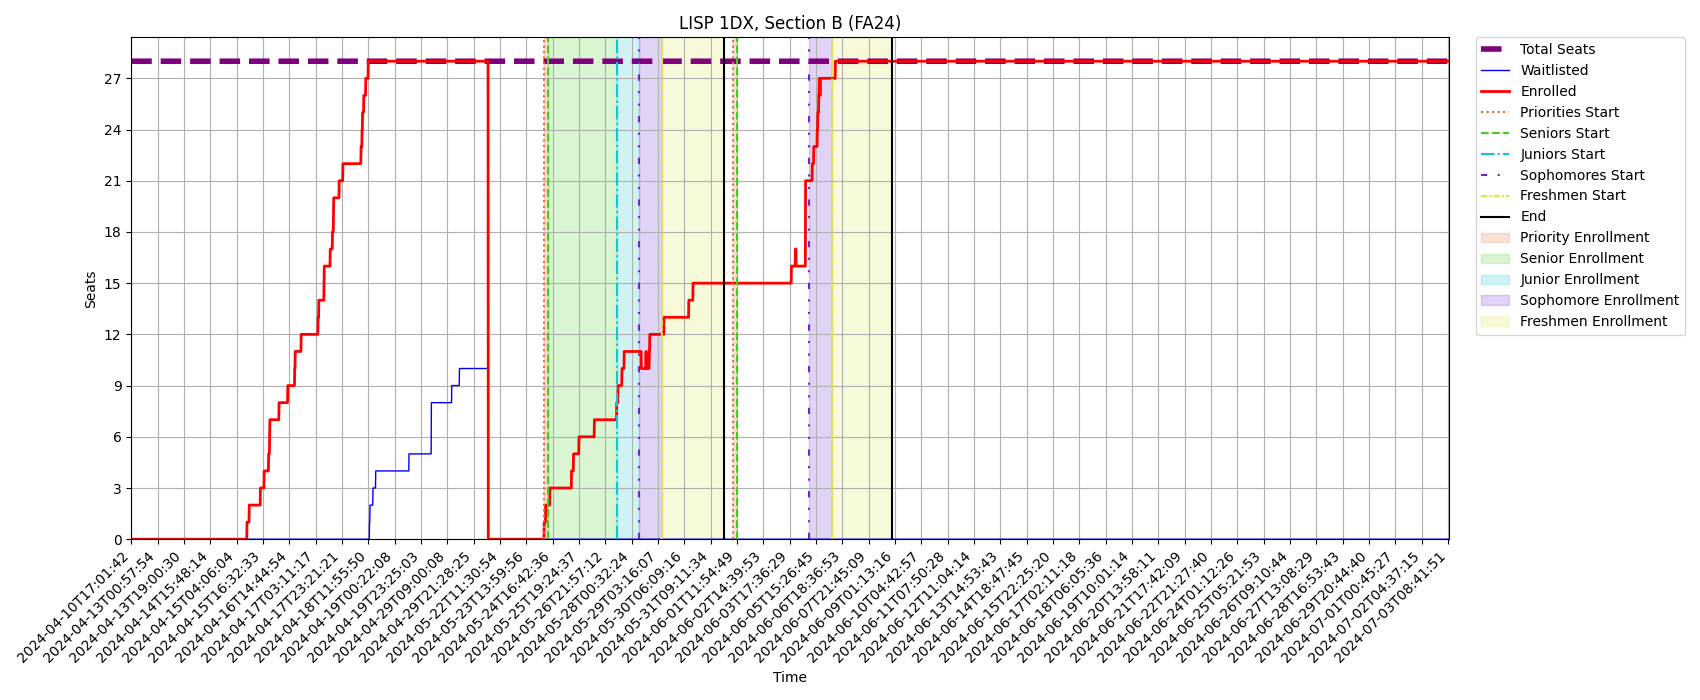 LISP 1DX, Section B (FA24)
Seats
27
24
21
18
15
12
9
6
3
0
2024-04-10T17:01:42
2024-04-13T00:57:54
2024-04-13T19:00:30
2024-04-14T15:48:14
2024-04-15T04:06:04
2024-04-15T16:32:33
2024-04-16T14:44:54
2024-04-17T03:11:17
2024-04-17T23:21:21
2024-04-18T11:55:50
2024-04-19T00:22:08
2024-04-19T23:25:03
2024-04-29T09:00:08
2024-04-29T21:28:25
2024-05-22T11:30:54
2024-05-23T13:59:56
2024-05-24T16:42:36
2024-05-25T19:24:37
2024-05-26T21:57:12
2024-05-28T00:32:24
2024-05-29T03:16:07
2024-05-30T06:09:16
2024-05-31T09:11:34
2024-06-01T11:54:49
2024-06-02T14:39:53
2024-06-03T17:36:29
2024-06-05T15:26:45
2024-06-06T18:36:53
2024-06-07T21:45:09
2024-06-09T01:13:16
2024-06-10T04:42:57
2024-06-11T07:50:28
2024-06-12T11:04:14
2024-06-13T14:53:43
2024-06-14T18:47:45
2024-06-15T22:25:20
2024-06-17T02:11:18
2024-06-18T06:05:36
2024-06-19T10:01:14
2024-06-20T13:58:11
2024-06-21T17:42:09
2024-06-22T21:27:40
2024-06-24T01:12:26
2024-06-25T05:21:53
2024-06-26T09:10:44
2024-06-27T13:08:29
2024-06-28T16:53:43
2024-06-29T20:44:40
2024-07-01T00:45:27
2024-07-02T04:37:15
2024-07-03T08:41:51
Time
Total Seats
Waitlisted
Enrolled
Priorities Start
Seniors Start
Juniors Start
Sophomores Start
Freshmen Start
End
Priority Enrollment
Senior Enrollment
Junior Enrollment
Sophomore Enrollment
Freshmen Enrollment